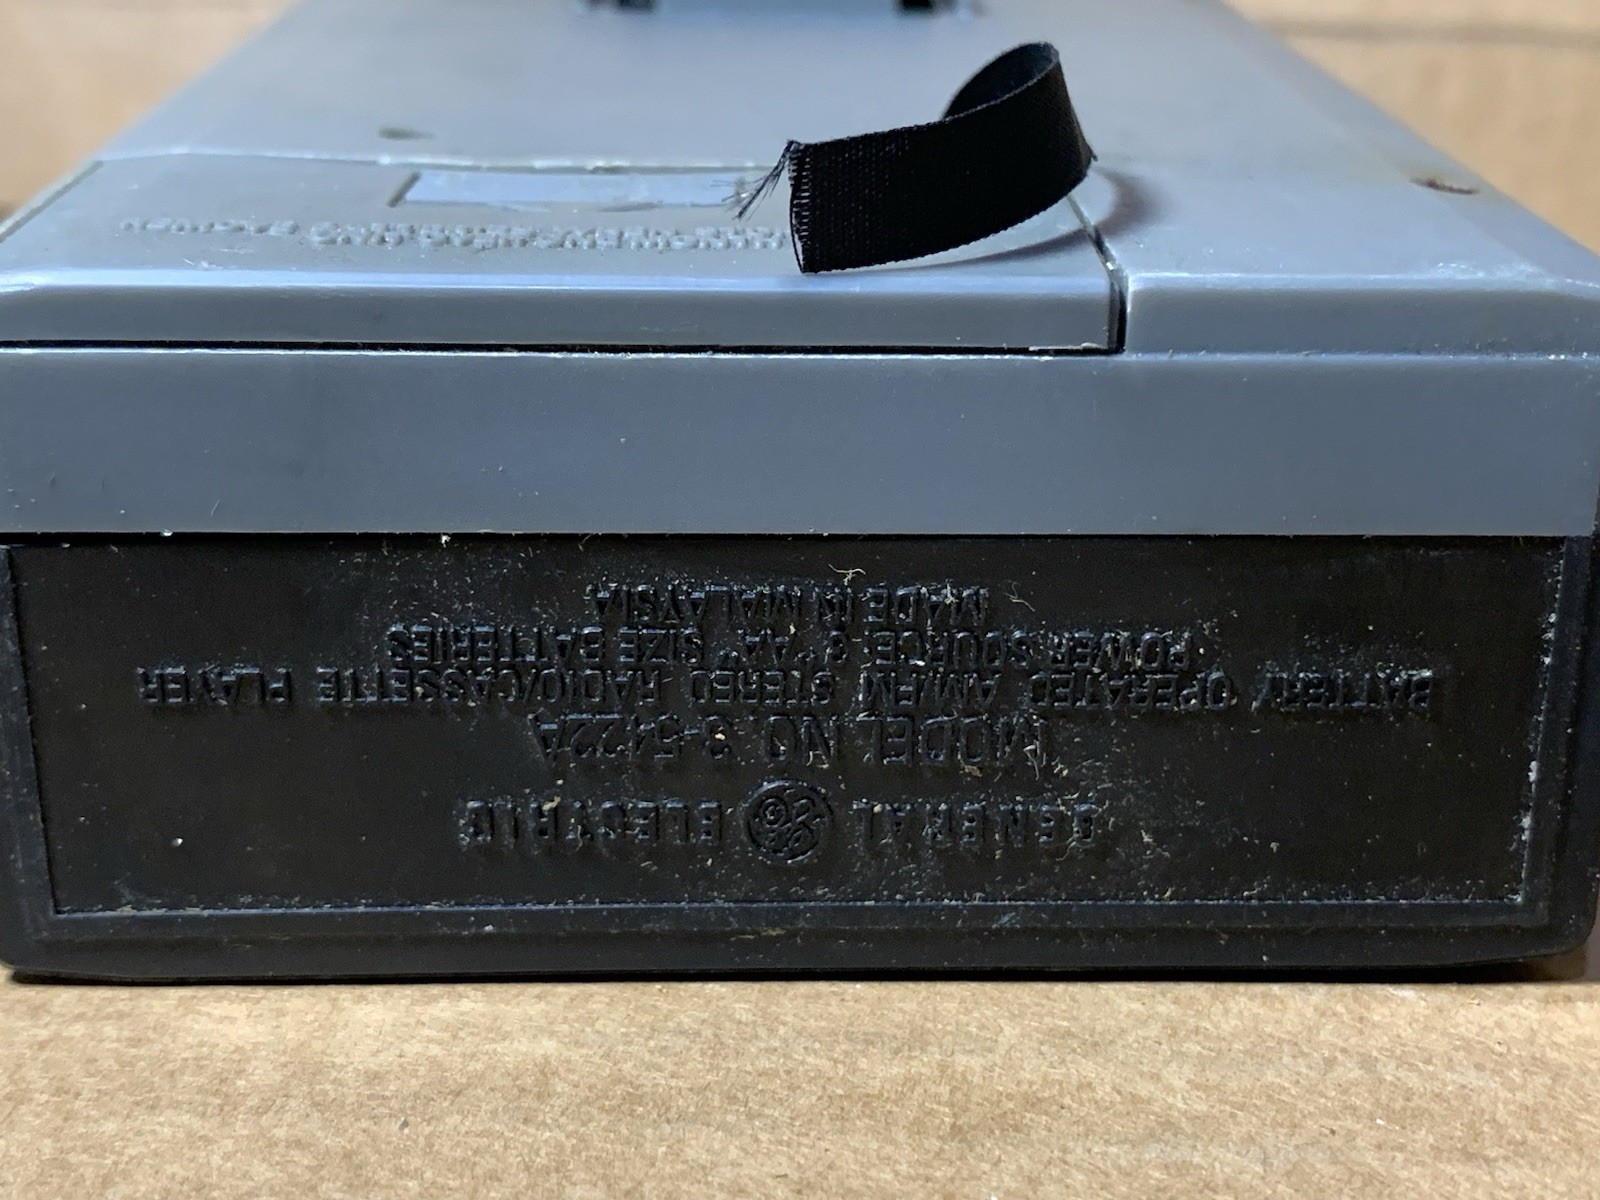 GENERAL GE ELECTRIC
MODEL NO. 3-5422A
BATTERY OPERATED AM/FM STEREO RADIO/CASSETTE PLAYER
POWER SOURCE: 3 "AA" SIZE BATTERIES
MADE IN MALAYSIA